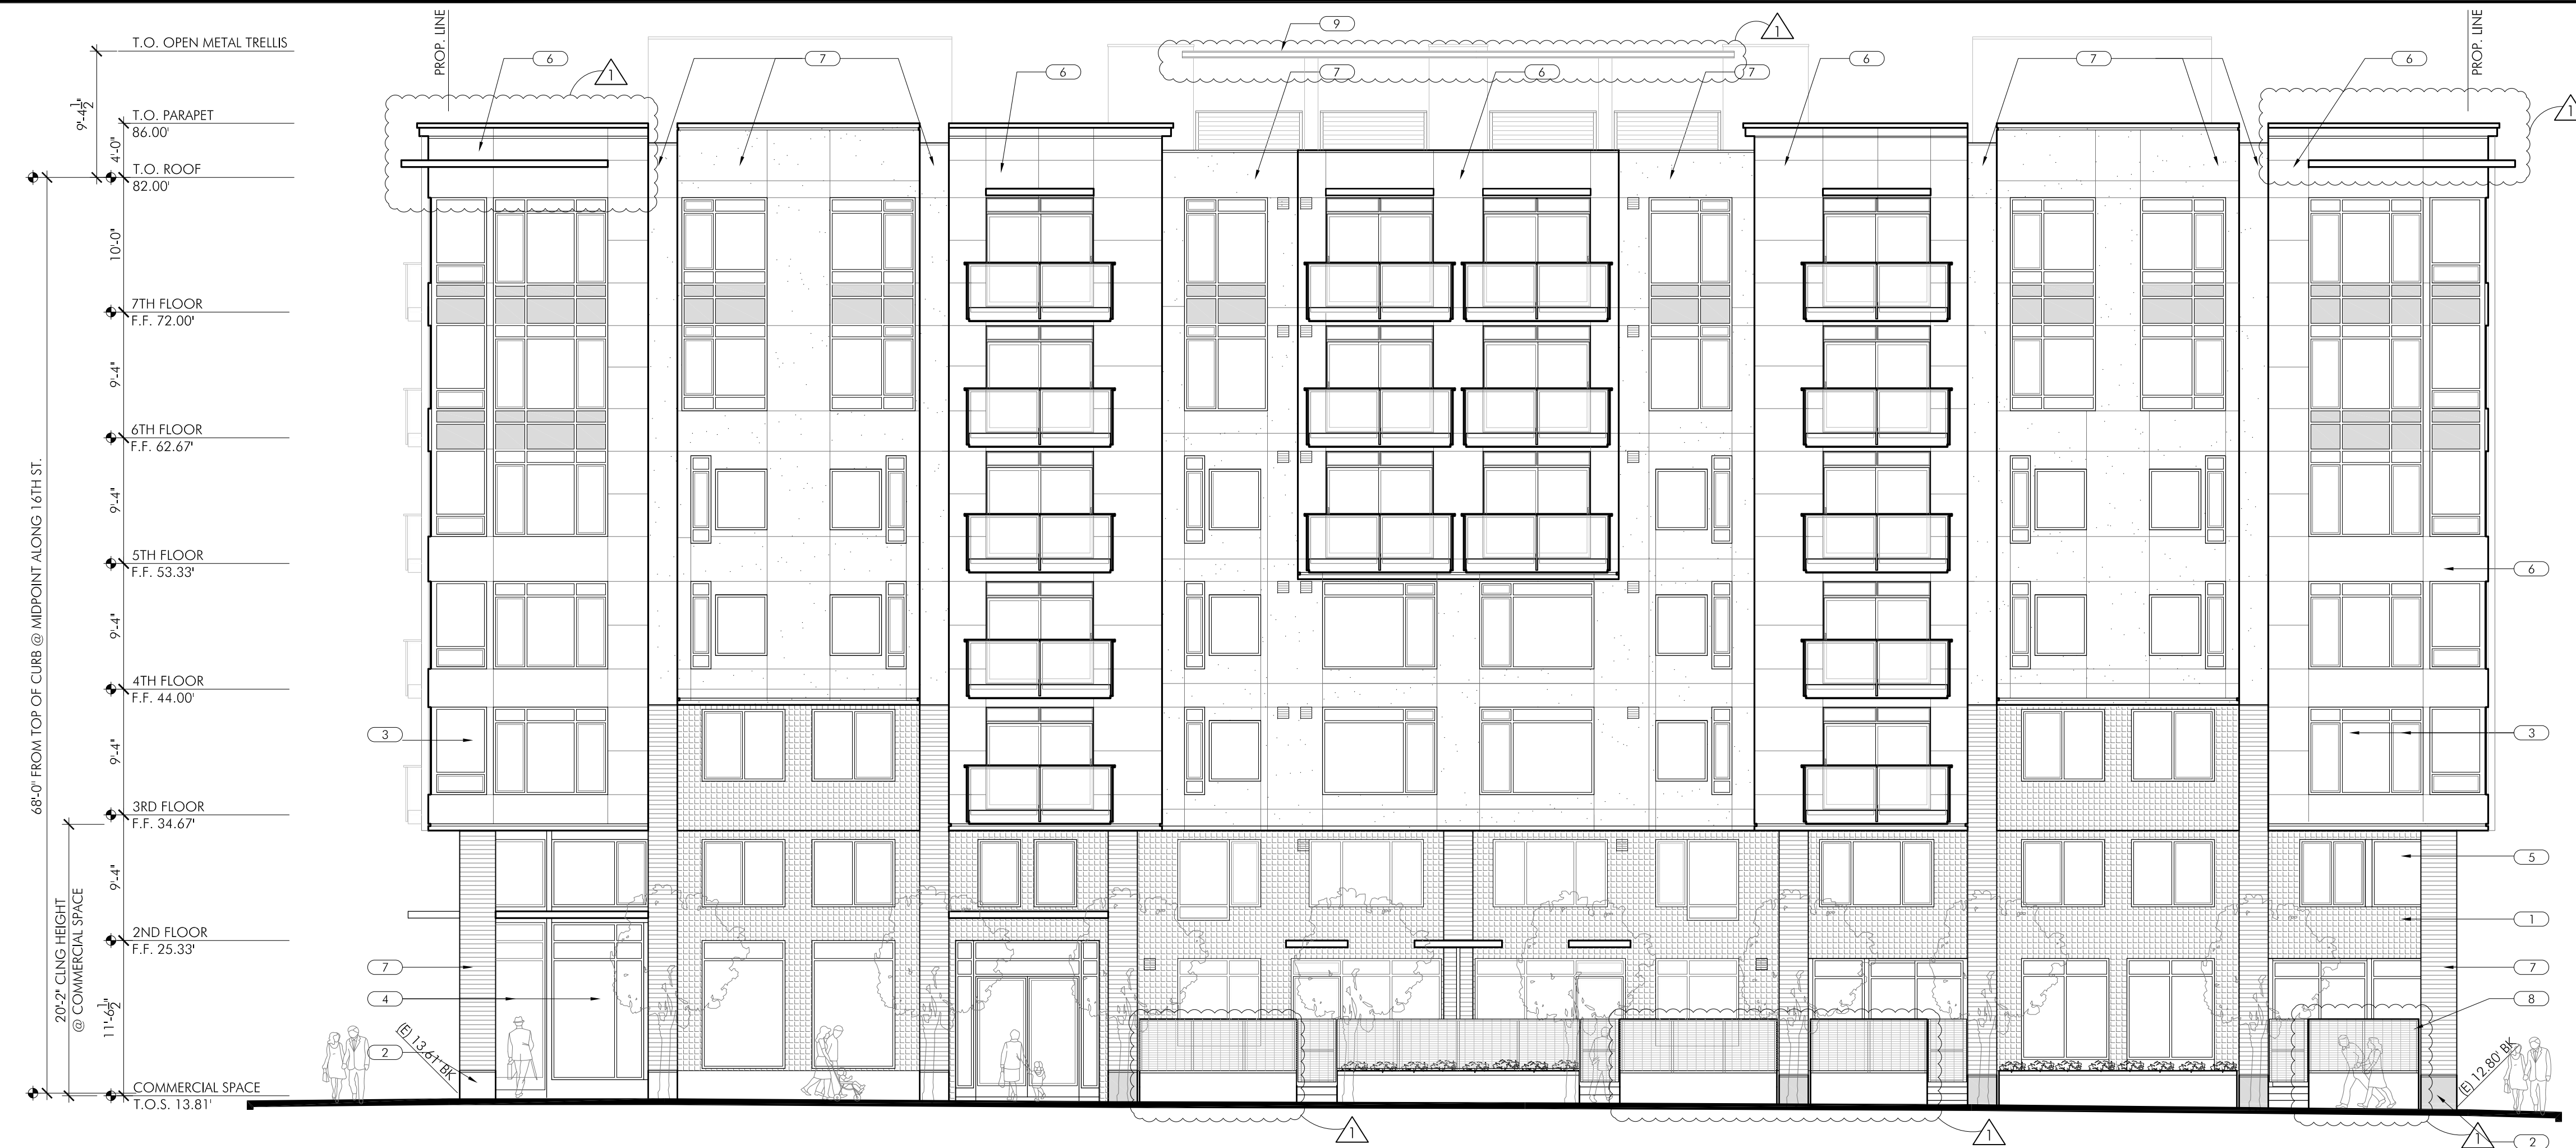 T.O. OPEN METAL TRELLIS
9'-4 1/2"
T.O. PARAPET
86.00'
4'-0"
T.O. ROOF
82.00'
10'-0"
7TH FLOOR
F.F. 72.00'
9'-4"
6TH FLOOR
F.F. 62.67'
9'-4"
5TH FLOOR
F.F. 53.33'
9'-4"
4TH FLOOR
F.F. 44.00'
9'-4"
3RD FLOOR
F.F. 34.67'
9'-4"
2ND FLOOR
F.F. 25.33'
11'-6 1/2"
COMMERCIAL SPACE
T.O.S. 13.81'
68'-0" FROM TOP OF CURB @ MIDPOINT ALONG 16TH ST.
20'-2" CLNG HEIGHT
@ COMMERCIAL SPACE
PROP. LINE
6
1
7
6
9
1
7
6
7
6
7
6
PROP. LINE
1
3
7
4
2
(E) 13.61' BK
6
3
5
1
7
8
(E) 12.80' BK
2
1
1
1